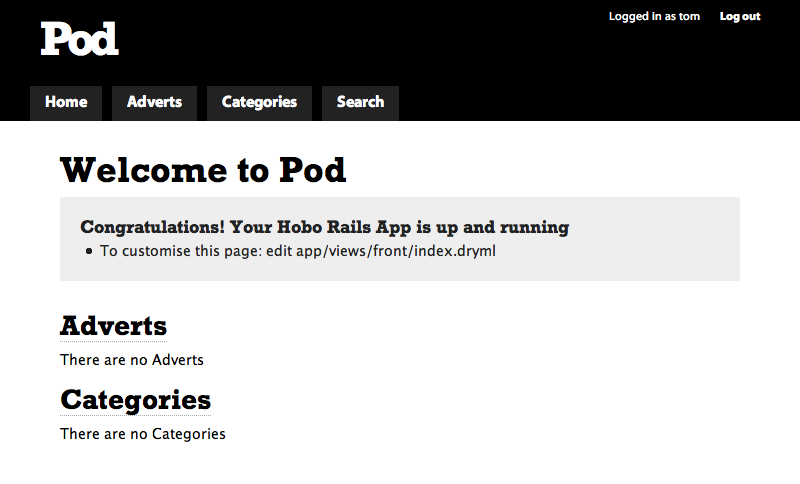 Logged in as tom Log out
Pod
Home Adverts Categories Search
Welcome to Pod
Congratulations! Your Hobo Rails App is up and running
• To customise this page: edit app/views/front/index.dryml
Adverts
There are no Adverts
Categories
There are no Categories